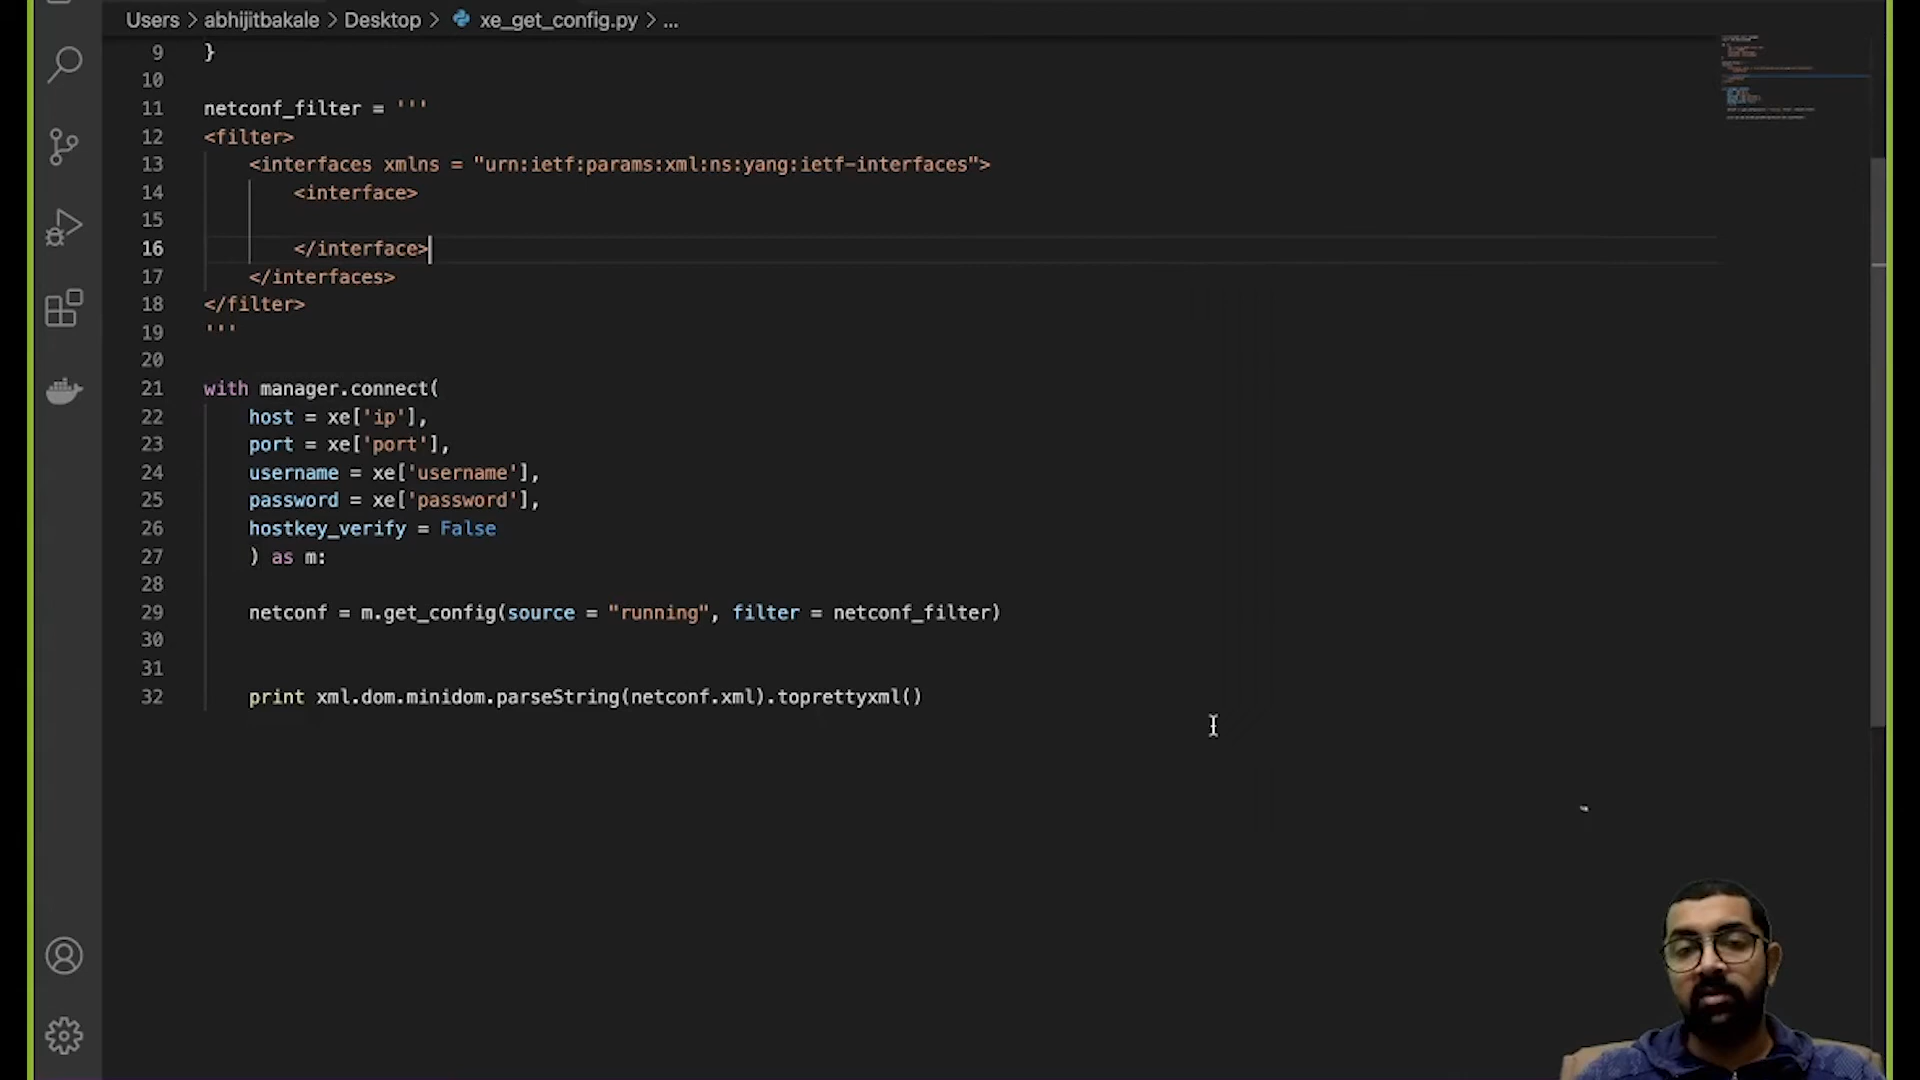 Users > abhijitbakale > Desktop > xe_get_config.py > ...
9 }
10
11 netconf_filter = '''
12 <filter>
13 <interfaces xmlns = "urn:ietf:params:xml:ns:yang:ietf-interfaces">
14 <interface>
15
16 </interface>
17 </interfaces>
18 </filter>
19 '''
20
21 with manager.connect(
22 host = xe['ip'],
23 port = xe['port'],
24 username = xe['username'],
25 password = xe['password'],
26 hostkey_verify = False
27 ) as m:
28
29 netconf = m.get_config(source = "running", filter = netconf_filter)
30
31
32 print xml.dom.minidom.parseString(netconf.xml).toprettyxml()